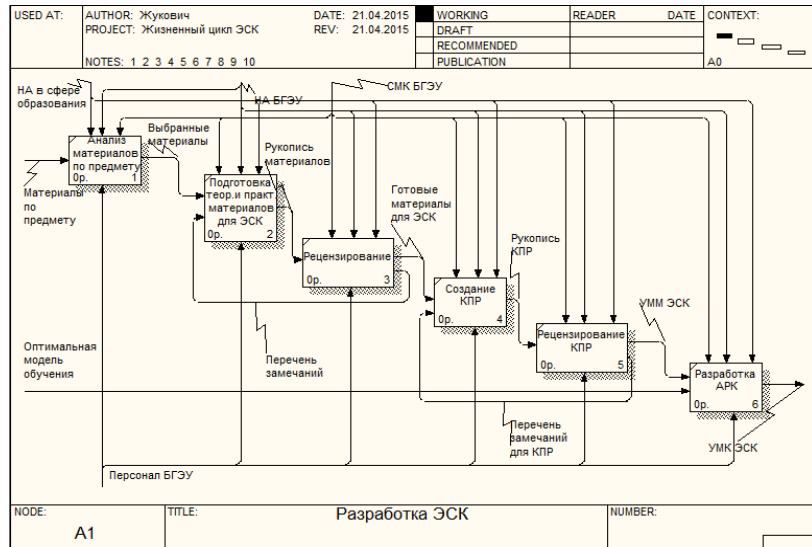 USED AT:
AUTHOR: Жукович
DATE: 21.04.2015
PROJECT: Жизненный цикл ЭСК
REV: 21.04.2015
NOTES: 1 2 3 4 5 6 7 8 9 10
WORKING
DRAFT
RECOMMENDED
PUBLICATION
READER
DATE
CONTEXT:
A0
НА в сфере
образования
НА БГЭУ
СМК БГЭУ
Анализ
материалов
по предмету
0р.
1
Выбранные
материалы
Материалы
по
предмету
Подготовка
теор.и практ
материалов
для ЭСК
0р.
2
Рукопись
материалов
Рецензирование
0р.
3
Готовые
материалы
для ЭСК
Создание
КПР
0р.
4
Рукопись
КПР
Рецензирование
КПР
0р.
5
УММ ЭСК
Оптимальная
модель
обучения
Перечень
замечаний
Разработка
АРК
0р.
6
Перечень
замечаний
для КПР
УМК ЭСК
Персонал БГЭУ
NODE:
A1
TITLE:
Разработка ЭСК
NUMBER: